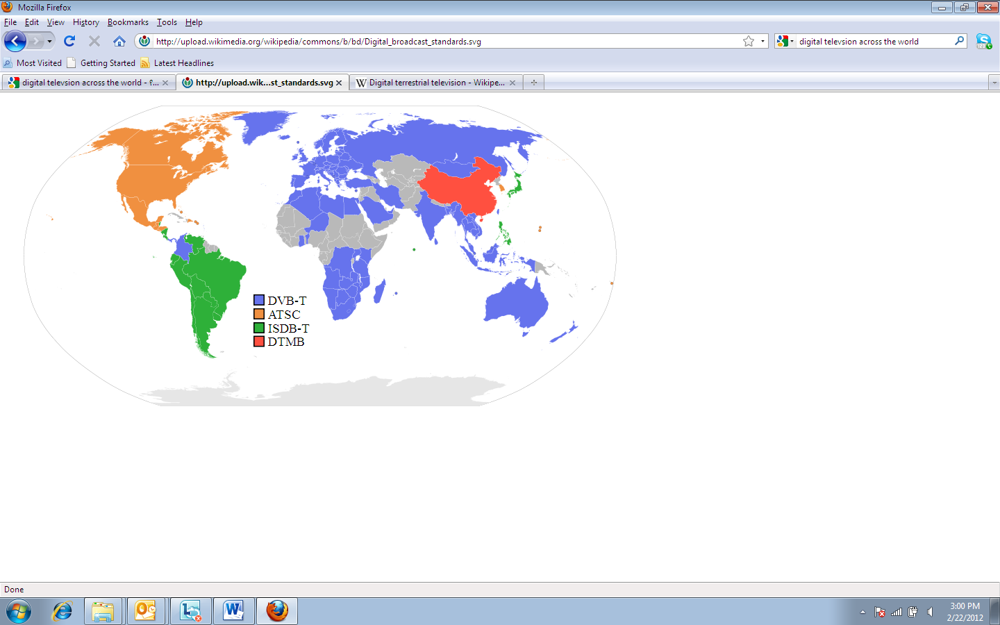 Mozilla Firefox
File Edit View History Bookmarks Tools Help
http://upload.wikimedia.org/wikipedia/commons/b/bd/Digital_broadcast_standards.svg
digital televsion across the world
Most Visited Getting Started Latest Headlines
digital televsion across the world - า...
http://upload.wik...st_standards.svg
Digital terrestrial television - Wikipe...
DVB-T
ATSC
ISDB-T
DTMB
Done
3:00 PM
2/22/2012